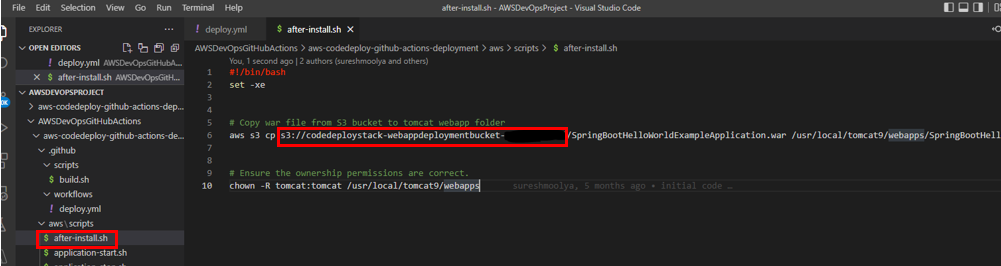 File Edit Selection View Go Run Terminal Help
after-install.sh - AWSDevOpsProject - Visual Studio Code
EXPLORER
OPEN EDITORS
deploy.yml AWSDevOpsGitHubA...
after-install.sh AWSDevOpsGitH...
AWSDEVOPSPROJECT
aws-codedeploy-github-actions-dep...
AWSDevOpsGitHubActions
aws-codedeploy-github-actions-dep...
.github
scripts
build.sh
workflows
deploy.yml
aws\scripts
after-install.sh
application-start.sh
deploy.yml
after-install.sh
AWSDevOpsGitHubActions > aws-codedeploy-github-actions-deployment > aws > scripts > $ after-install.sh
You, 1 second ago | 2 authors (sureshmoolya and others)
1 #!/bin/bash
2 set -xe
3
4
5 # Copy war file from S3 bucket to tomcat webapp folder
6 aws s3 cp s3://codedeploystack-webappdeploymentbucket- /SpringBootHelloWorldExampleApplication.war /usr/local/tomcat9/webapps/SpringBootHell
7
8
9 # Ensure the ownership permissions are correct.
10 chown -R tomcat:tomcat /usr/local/tomcat9/webapps sureshmoolya, 5 months ago • initial code …